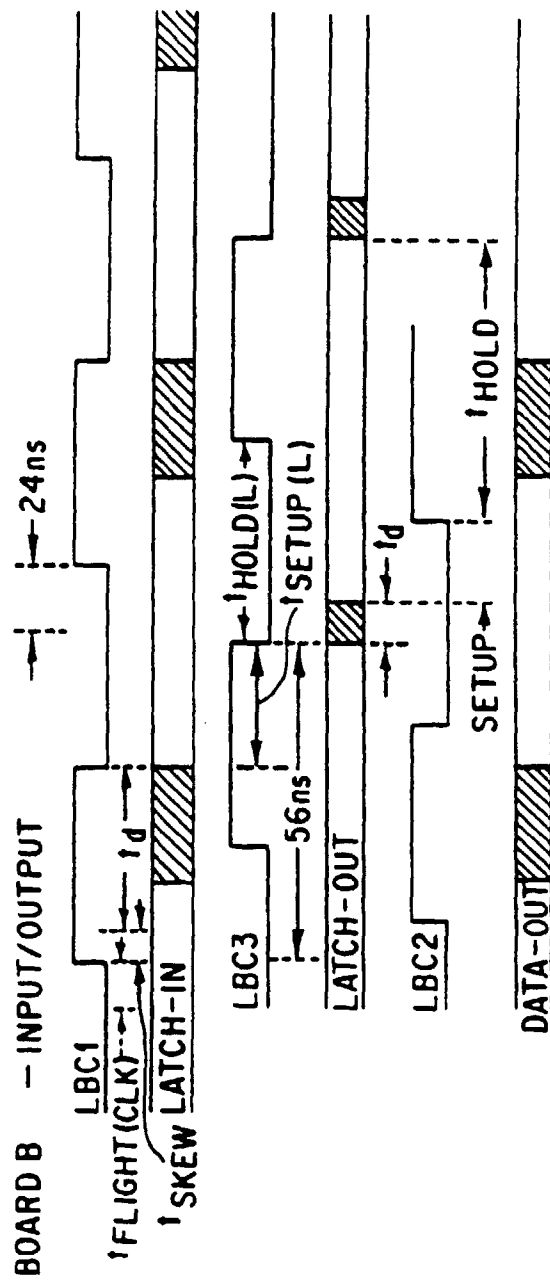 BOARD B – INPUT/OUTPUT
24ns
LBC1
tFLIGHT(CLK)
tSKEW
td
LATCH-IN
LBC3
tHOLD(L)
tSETUP(L)
56ns
LATCH-OUT
td
LBC2
SETUP
tHOLD
DATA-OUT